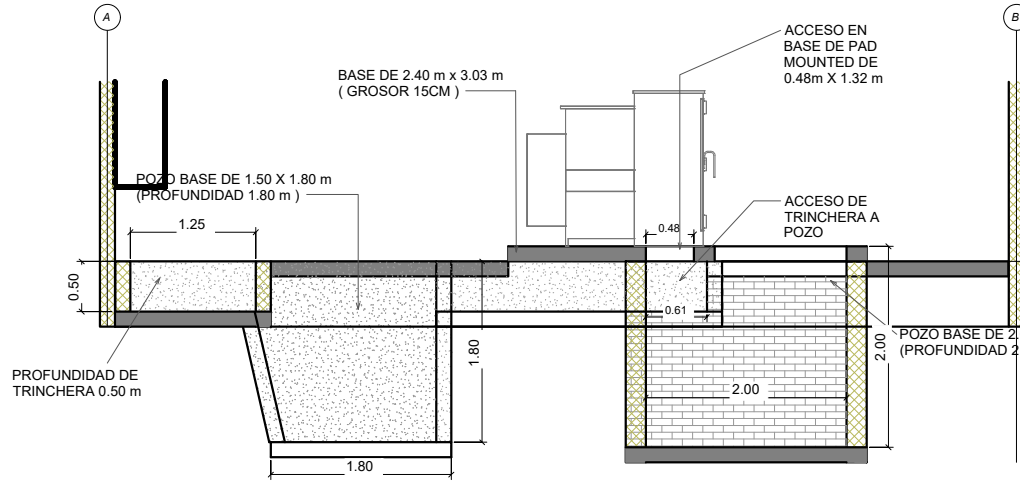 A
B
ACCESO EN
BASE DE PAD
MOUNTED DE
0.48m X 1.32 m
BASE DE 2.40 m x 3.03 m
( GROSOR 15CM )
POZO BASE DE 1.50 X 1.80 m
(PROFUNDIDAD 1.80 m )
ACCESO DE
TRINCHERA A
POZO
1.25
0.48
0.50
0.61
1.80
2.00
POZO BASE DE 2.
(PROFUNDIDAD 2
PROFUNDIDAD DE
TRINCHERA 0.50 m
2.00
1.80